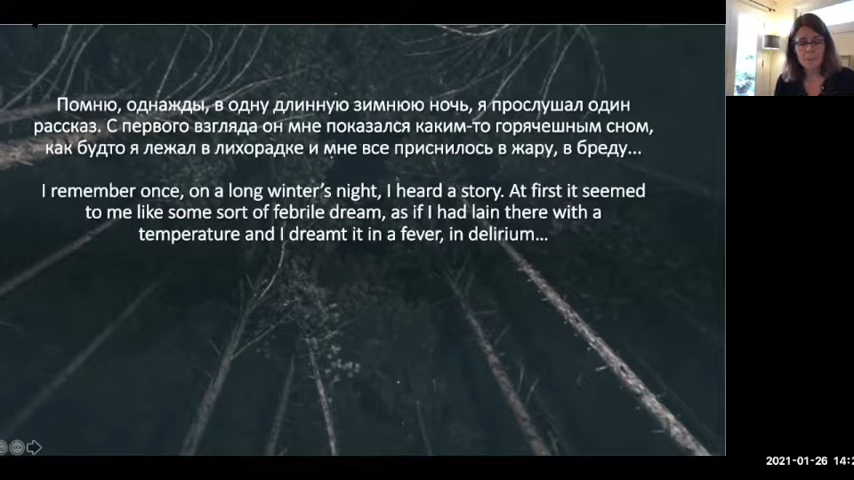 Помню, однажды, в одну длинную зимнюю ночь, я прослушал один
рассказ. С первого взгляда он мне показался каким-то горячешным сном,
как будто я лежал в лихорадке и мне все приснилось в жару, в бреду...
I remember once, on a long winter's night, I heard a story. At first it seemed
to me like some sort of febrile dream, as if I had lain there with a
temperature and I dreamt it in a fever, in delirium...
2021-01-26 14:2